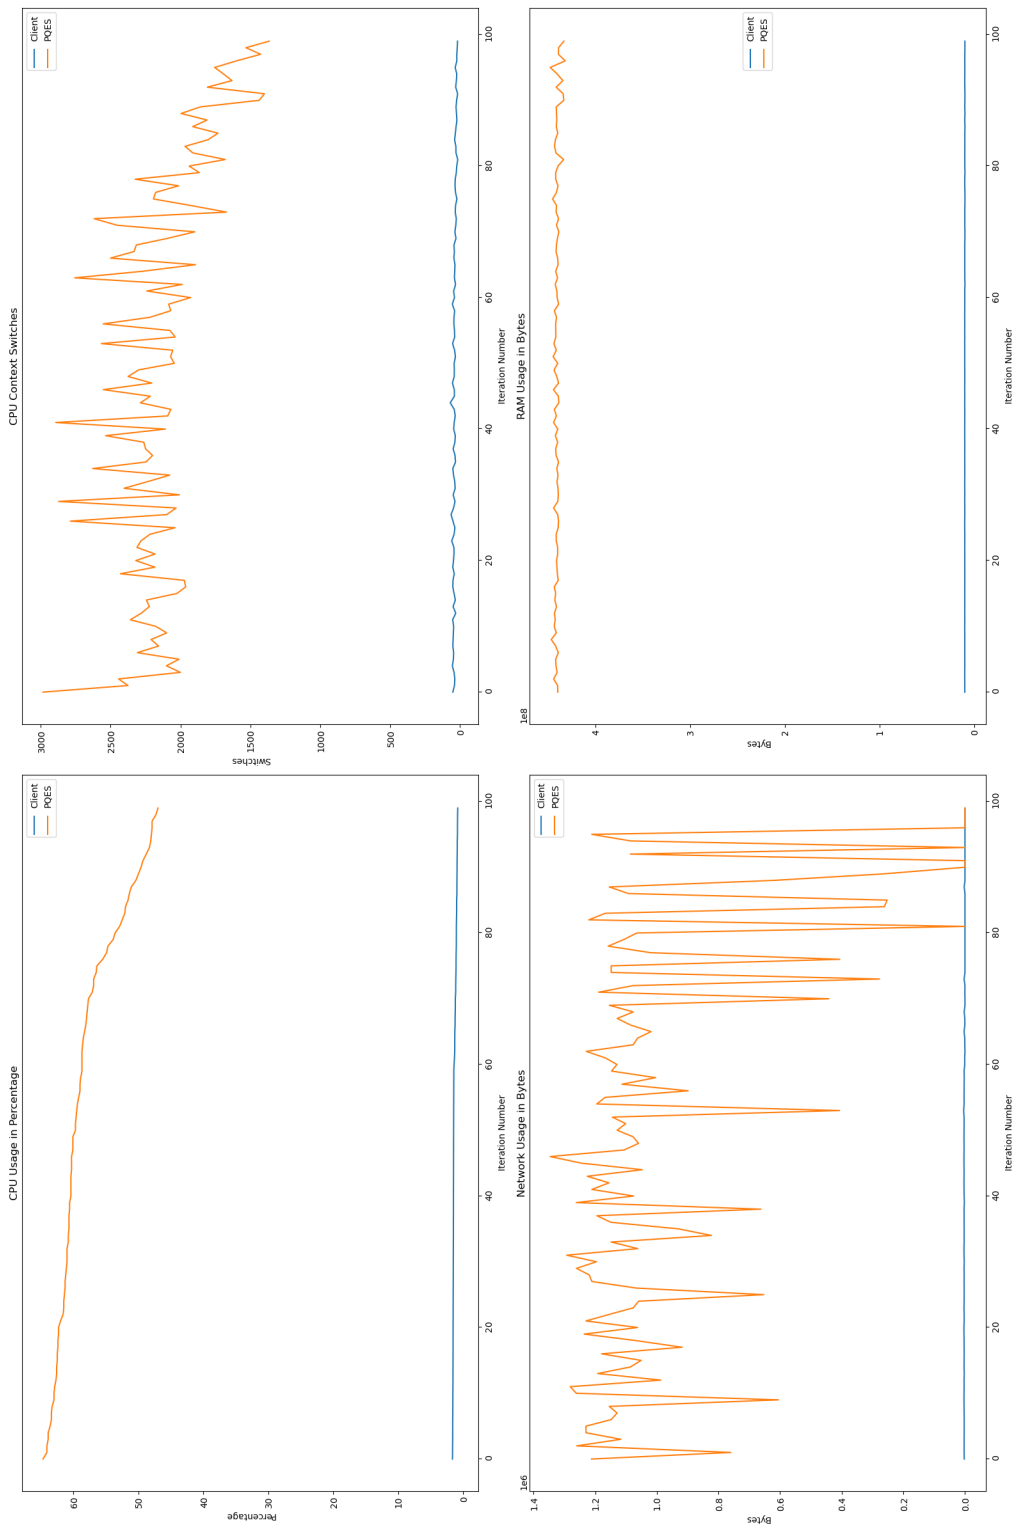 CPU Usage in Percentage
Client
PQES
60
50
40
30
20
10
0
Percentage
0
20
40
60
80
100
Iteration Number
CPU Context Switches
Client
PQES
3000
2500
2000
1500
1000
500
0
Switches
0
20
40
60
80
100
Iteration Number
Network Usage in Bytes
1e6
Client
PQES
1.4
1.2
1.0
0.8
0.6
0.4
0.2
0.0
Bytes
0
20
40
60
80
100
Iteration Number
RAM Usage in Bytes
1e8
Client
PQES
4
3
2
1
0
Bytes
0
20
40
60
80
100
Iteration Number